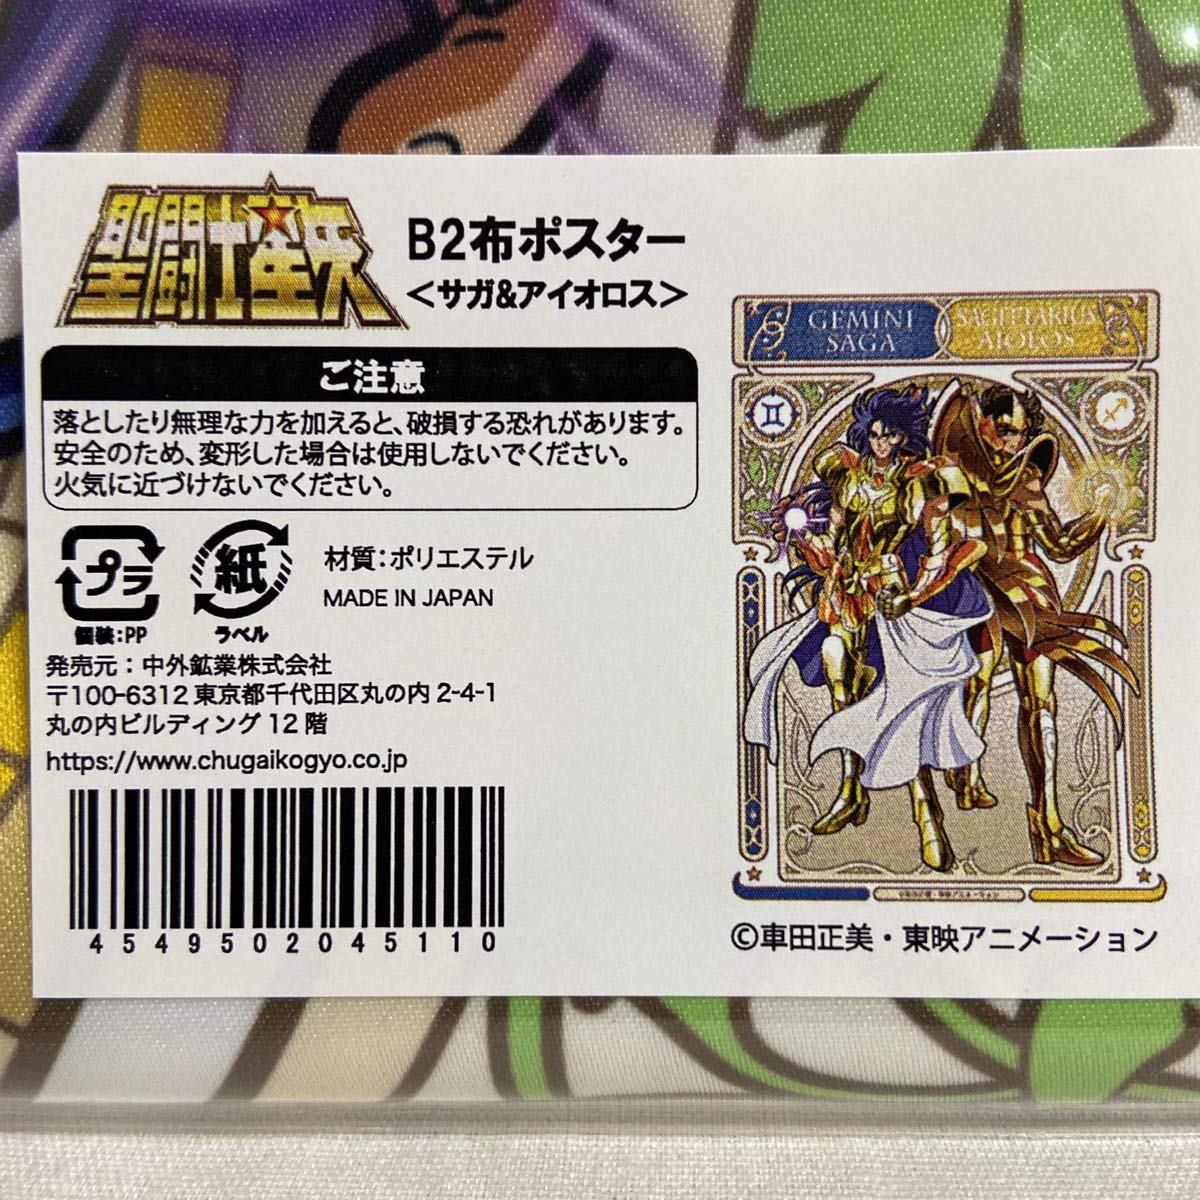 聖闘士星矢
B2布ポスター
<サガ&アイオロス>
ご注意
落としたり無理な力を加えると、破損する恐れがあります。
安全のため、変形した場合は使用しないでください。
火気に近づけないでください。
プラ
個装:PP
紙
ラベル
材質:ポリエステル
MADE IN JAPAN
発売元:中外鉱業株式会社
〒100-6312 東京都千代田区丸の内 2-4-1
丸の内ビルディング 12 階
https://www.chugaikogyo.co.jp
4549502045110
GEMINI
SAGA
SAGITTARIUS
AIOLOS
©車田正美・東映アニメーション